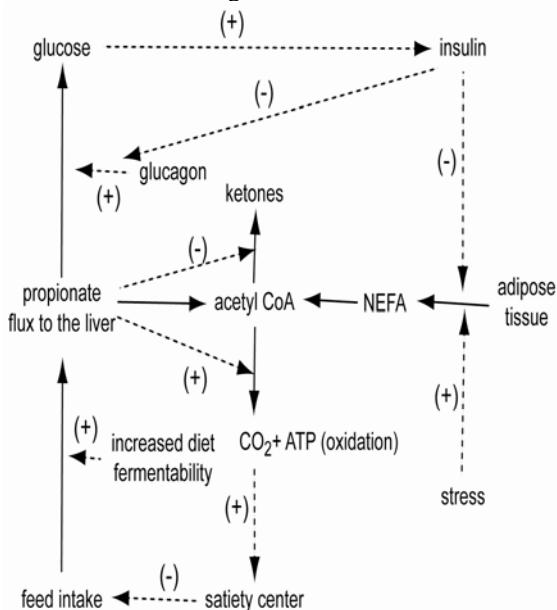 (+)
glucose
insulin
(-)
(-)
glucagon
(+)
ketones
(-)
propionate
flux to the liver
acetyl CoA
NEFA
adipose
tissue
(+)
(+)
(+)
increased diet
fermentability
CO2+ ATP (oxidation)
(+)
stress
(-)
feed intake
satiety center